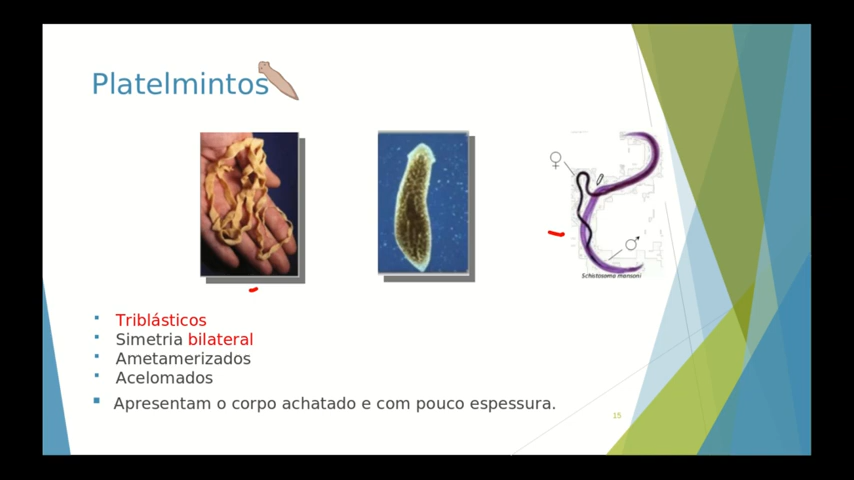 Platelmintos
♀
♂
Schistosoma mansoni
Triblásticos
Simetria bilateral
Ametamerizados
Acelomados
Apresentam o corpo achatado e com pouco espessura.
15